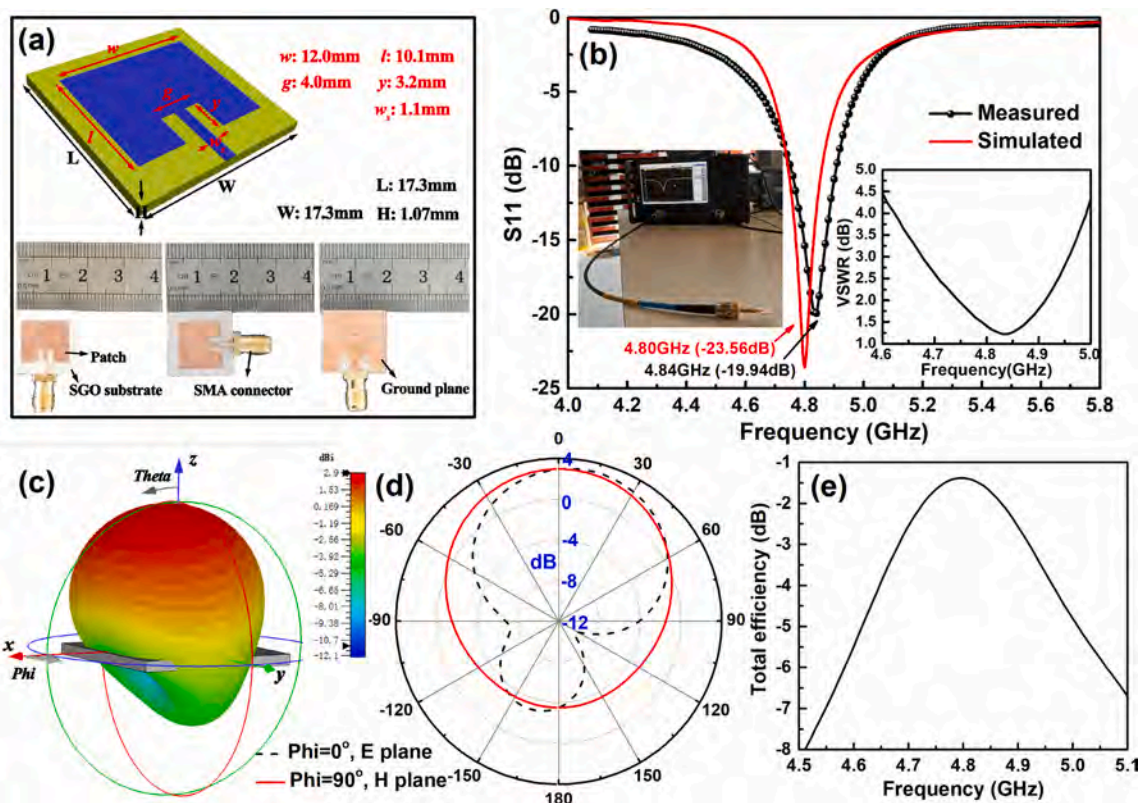 (a)
w
w: 12.0mm l: 10.1mm
g: 4.0mm y: 3.2mm
ws: 1.1mm
g
y
l
L
W
H
L: 17.3mm
W: 17.3mm H: 1.07mm
1 2 3 4
1 2 3 4
1 2 3 4
Patch
SGO substrate
SMA connector
Ground plane
(b)
0
-5
-10
-15
-20
-25
S11 (dB)
Measured
Simulated
5.0
4.5
4.0
3.5
3.0
2.5
2.0
1.5
1.0
VSWR (dB)
4.6 4.7 4.8 4.9 5.0
Frequency(GHz)
4.80GHz (-23.56dB)
4.84GHz (-19.94dB)
4.0 4.2 4.4 4.6 4.8 5.0 5.2 5.4 5.6 5.8
Frequency (GHz)
(c)
z
Theta
x
Phi
y
dBi
2.9
1.53
0.169
-1.19
-2.56
-3.92
-5.29
-6.65
-8.01
-9.38
-10.7
-12.1
(d)
0
-30 30
-60 60
-90 90
-120 120
-150 150
180
4
0
-4
dB
-8
-12
Phi=0°, E plane
Phi=90°, H plane
(e)
-1
-2
-3
-4
-5
-6
-7
-8
Total efficiency (dB)
4.5 4.6 4.7 4.8 4.9 5.0 5.1
Frequency (GHz)